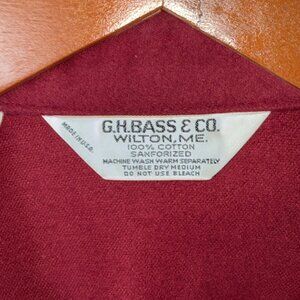 G.H.BASS & CO.
WILTON, ME.
100% COTTON
SANFORIZED
MACHINE WASH WARM SEPARATELY
TUMBLE DRY MEDIUM
DO NOT USE BLEACH
MADE IN U.S.A.